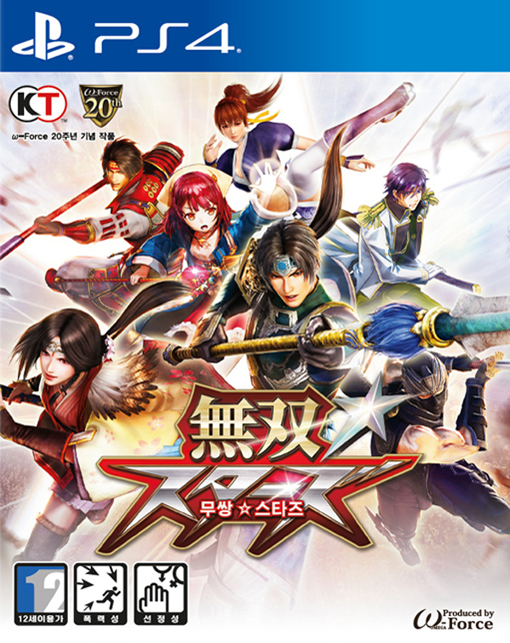 PS4
KT
TM
ω-Force
20th
ω-Force 20주년 기념 작품
無双
スターズ
무쌍☆스타즈
12
12세이용가
폭력성
선정성
Produced by
ω-Force
OMEGA